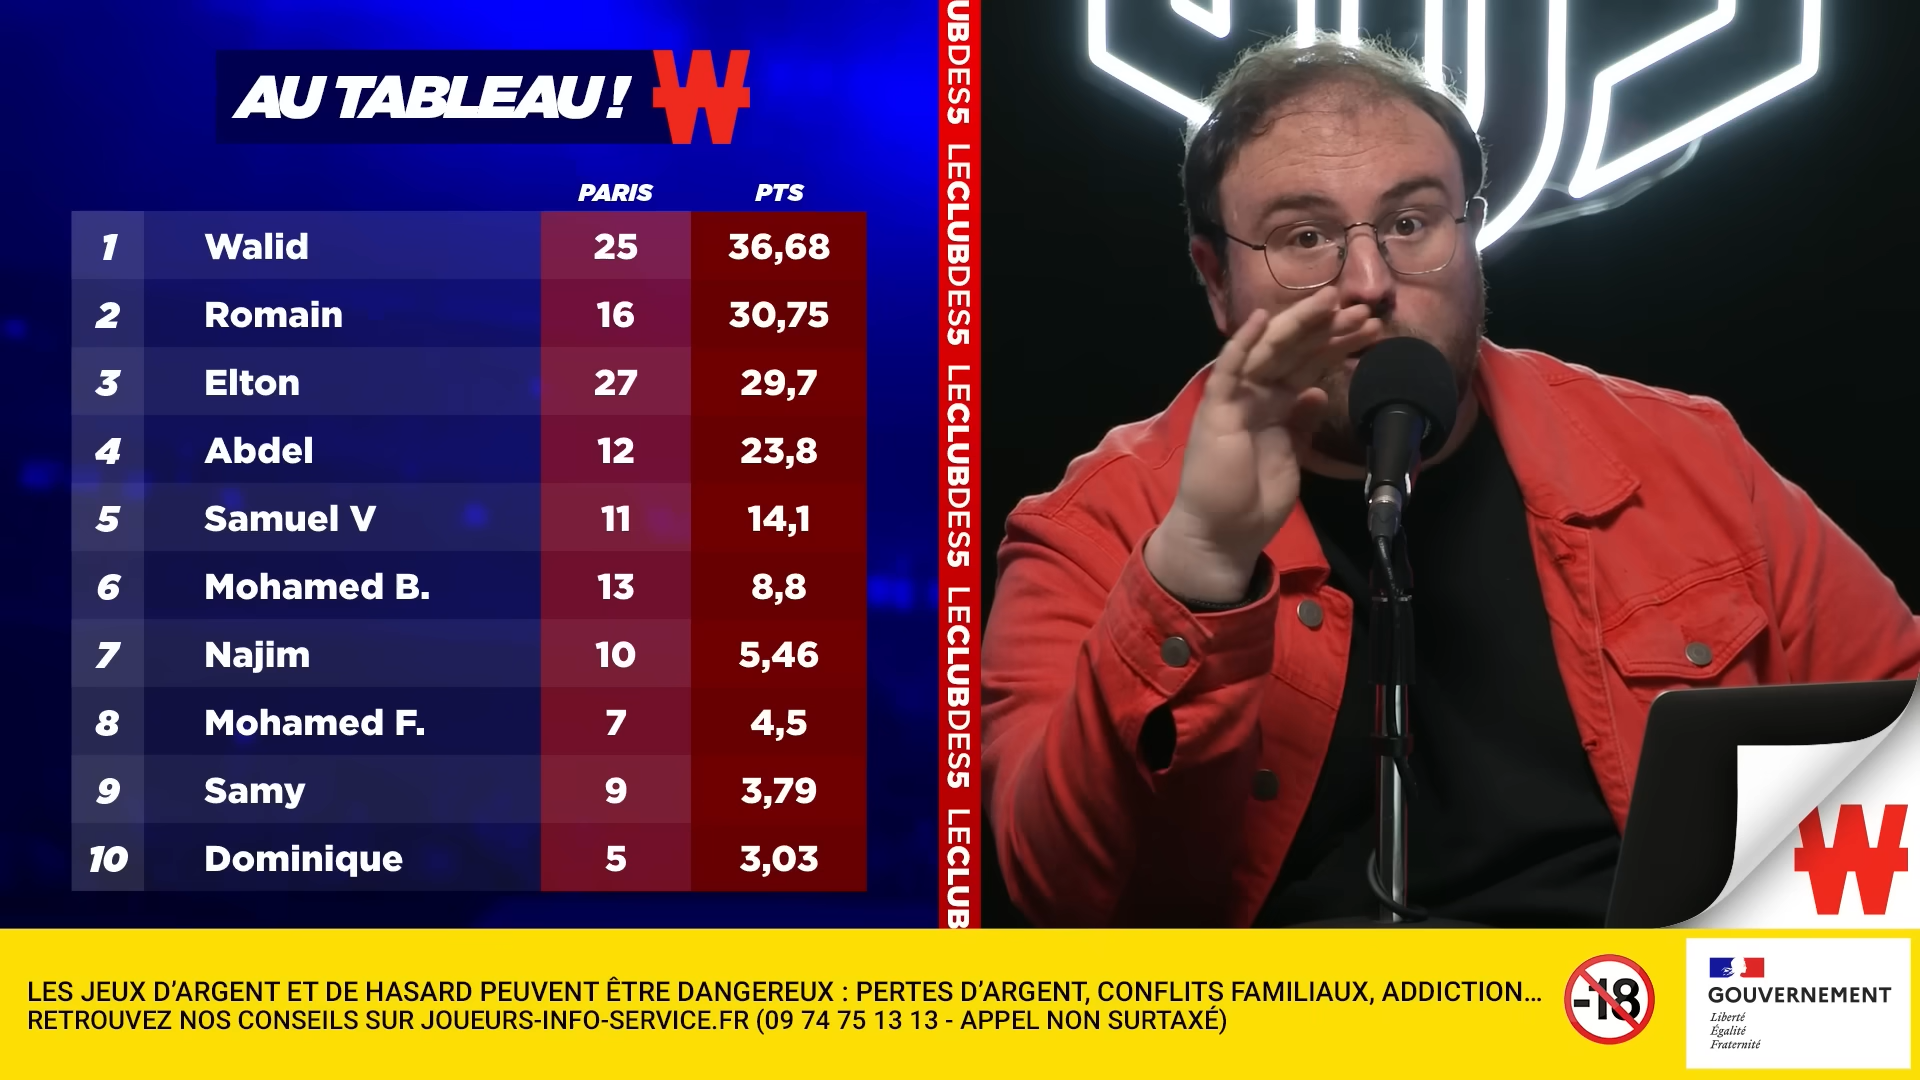 AU TABLEAU !
PARIS PTS
1 Walid 25 36,68
2 Romain 16 30,75
3 Elton 27 29,7
4 Abdel 12 23,8
5 Samuel V 11 14,1
6 Mohamed B. 13 8,8
7 Najim 10 5,46
8 Mohamed F. 7 4,5
9 Samy 9 3,79
10 Dominique 5 3,03
UBDES5 LECLUBDES5 LECLUBDES5 LECLUBDES5 LECLUB
W
W
LES JEUX D’ARGENT ET DE HASARD PEUVENT ÊTRE DANGEREUX : PERTES D’ARGENT, CONFLITS FAMILIAUX, ADDICTION…
RETROUVEZ NOS CONSEILS SUR JOUEURS-INFO-SERVICE.FR (09 74 75 13 13 - APPEL NON SURTAXÉ)
-18
GOUVERNEMENT
Liberté
Égalité
Fraternité